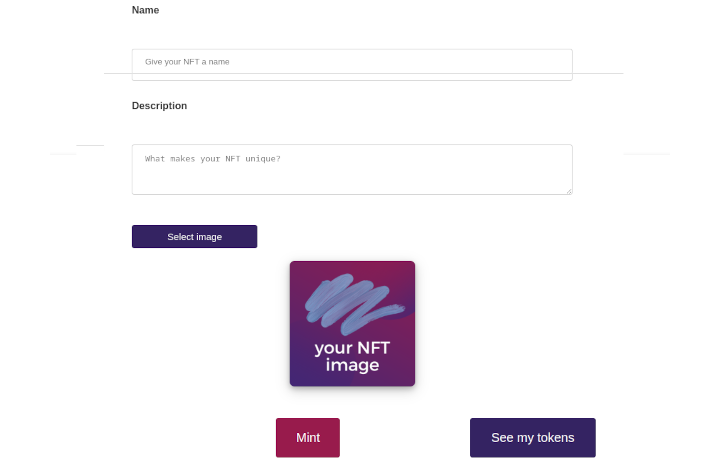 Name
Give your NFT a name
Description
What makes your NFT unique?
Select image
your NFT
image
Mint
See my tokens